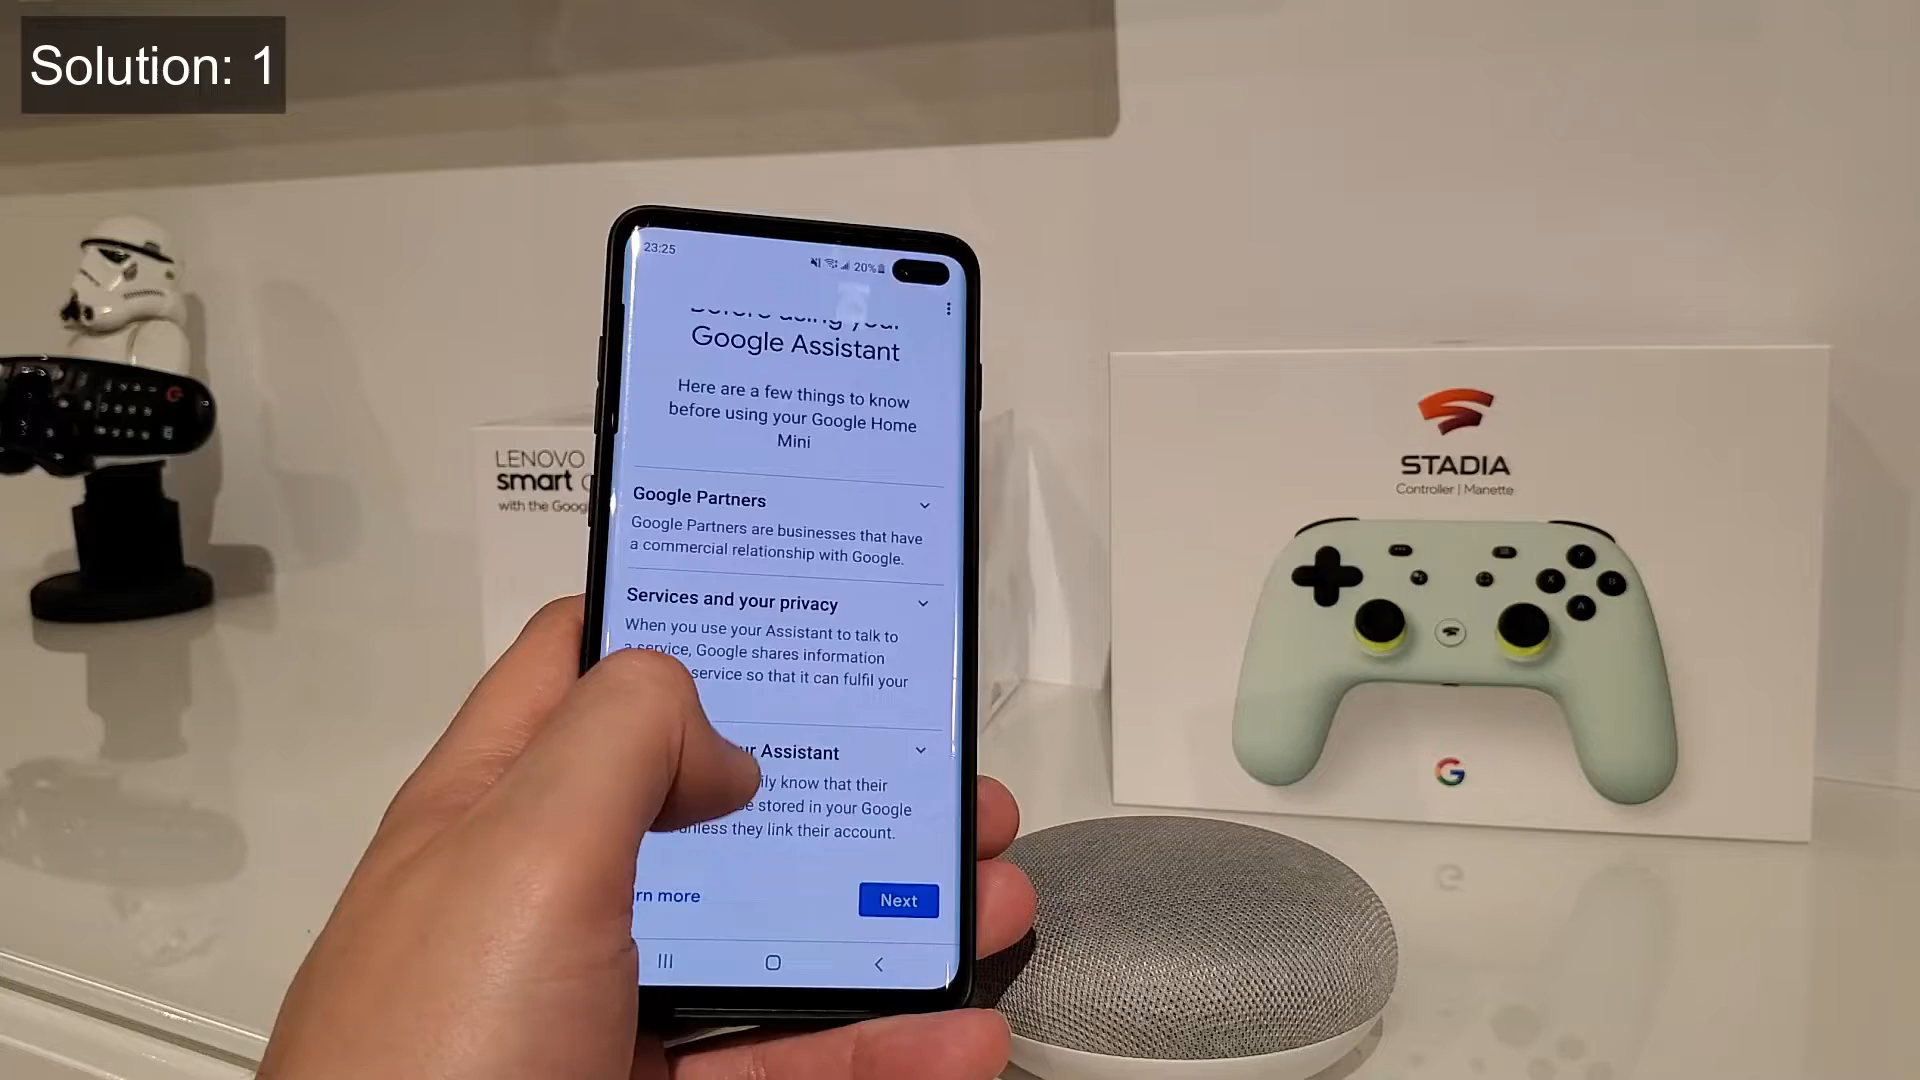 Solution: 1
23:25
20%
Before using your
Google Assistant
Here are a few things to know
before using your Google Home
Mini
Google Partners
Google Partners are businesses that have
a commercial relationship with Google.
Services and your privacy
When you use your Assistant to talk to
a service, Google shares information
service so that it can fulfil your
Assistant
know that their
stored in your Google
unless they link their account.
more
Next
LENOVO
smart
with the
STADIA
Controller | Manette
Y
X
B
A
G